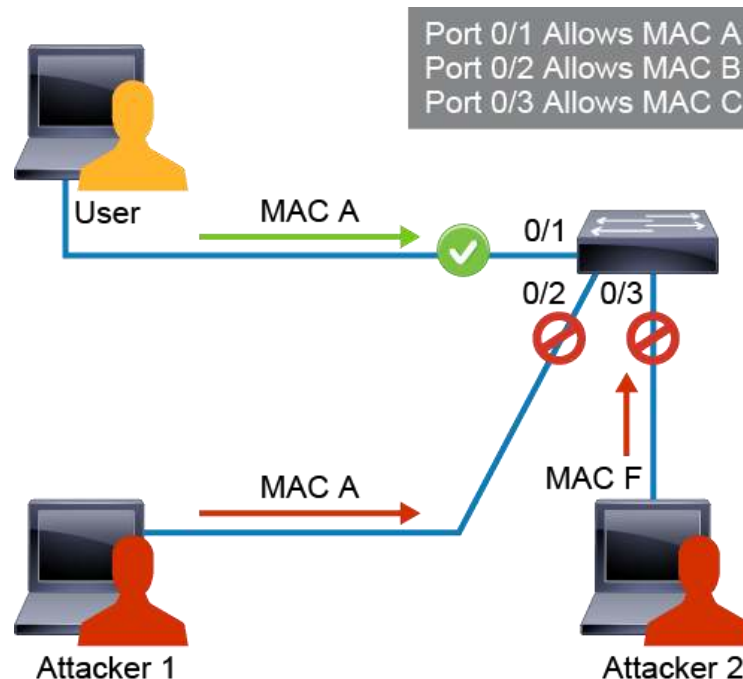 Port 0/1 Allows MAC A
Port 0/2 Allows MAC B
Port 0/3 Allows MAC C
User
MAC A
0/1
0/2
0/3
MAC A
MAC F
Attacker 1
Attacker 2